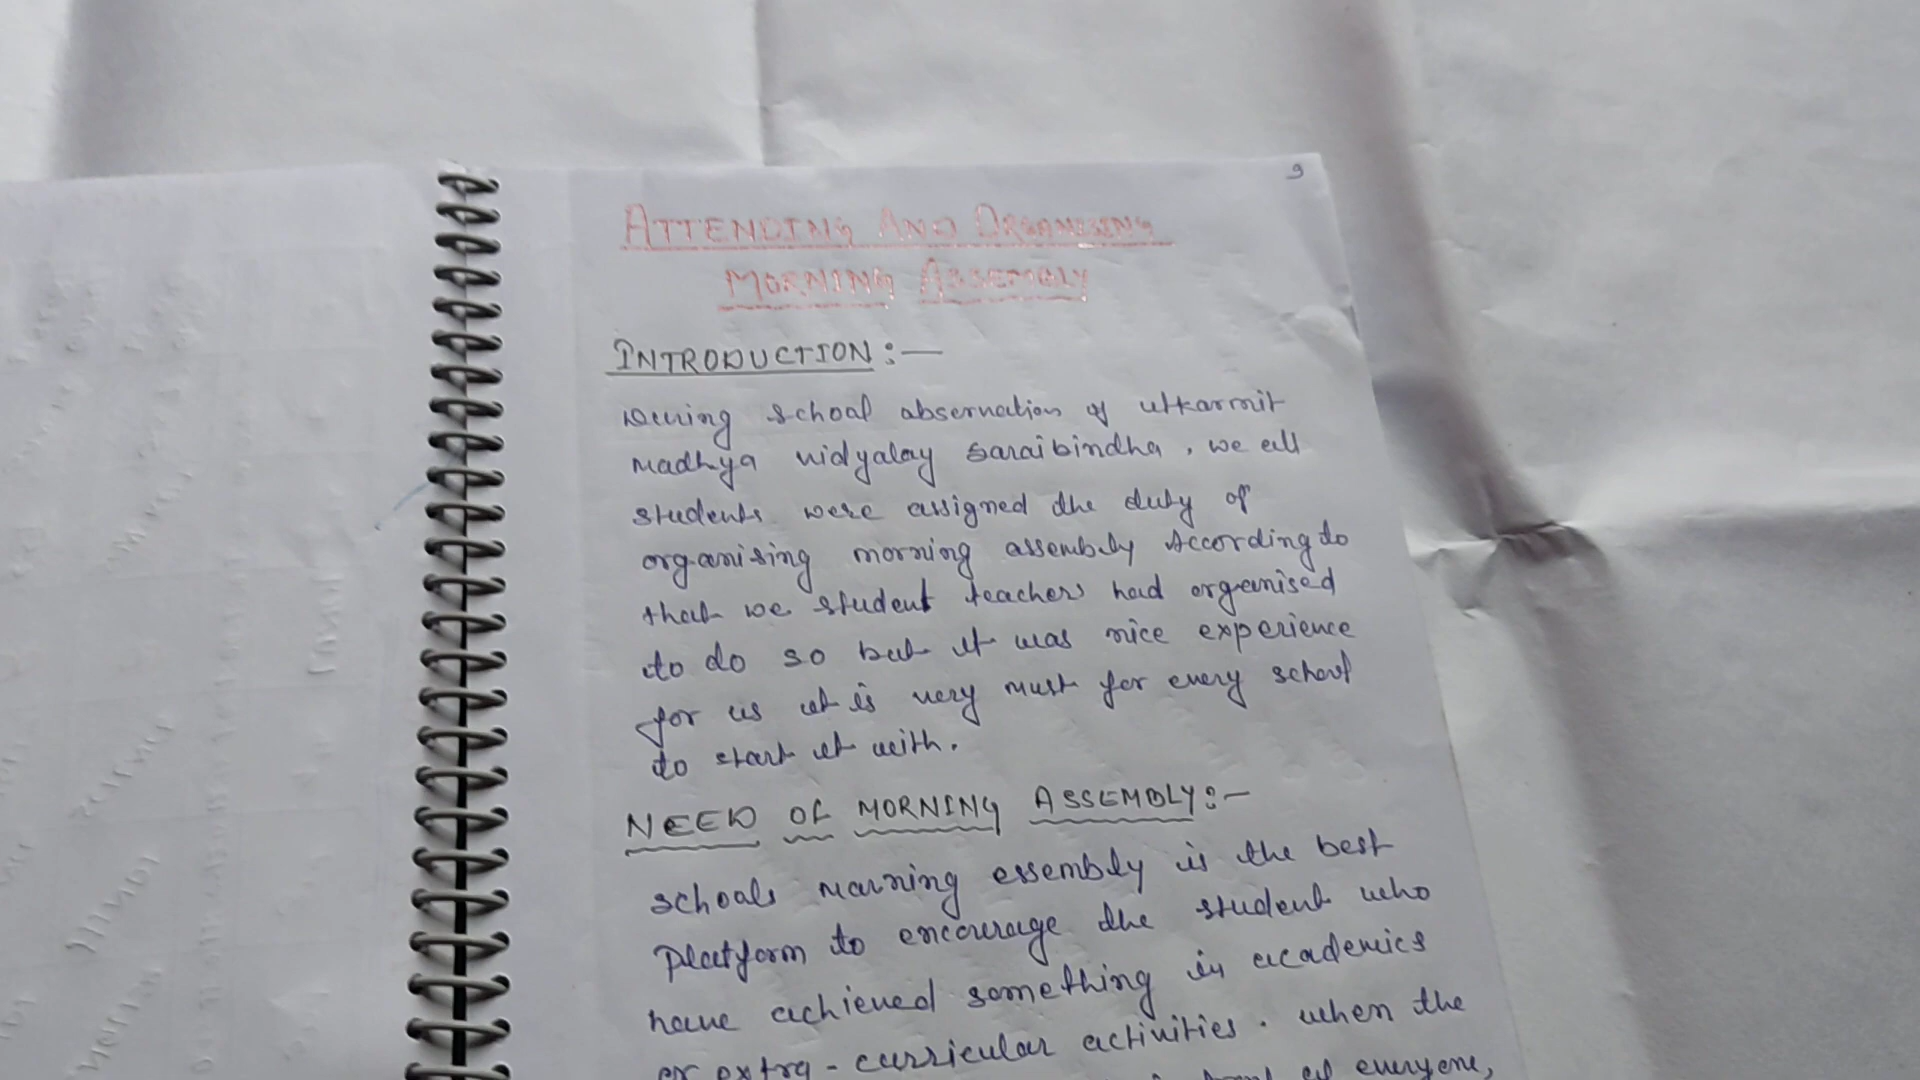 9
ATTENDING AND ORGANISING
MORNING ASSEMBLY
INTRODUCTION :—
During school observation of utkarmit
madhya vidyalay saraibindha, we all
students were assigned the duty of
organising morning assembly According to
that we student teachers had organised
to do so but it was nice experience
for us it is very must for every school
to start it with.
NEED OF MORNING ASSEMBLY :—
schools morning assembly is the best
platform to encourage the student who
have achieved something in academics
or extra-curricular activities. when the
front of everyone,